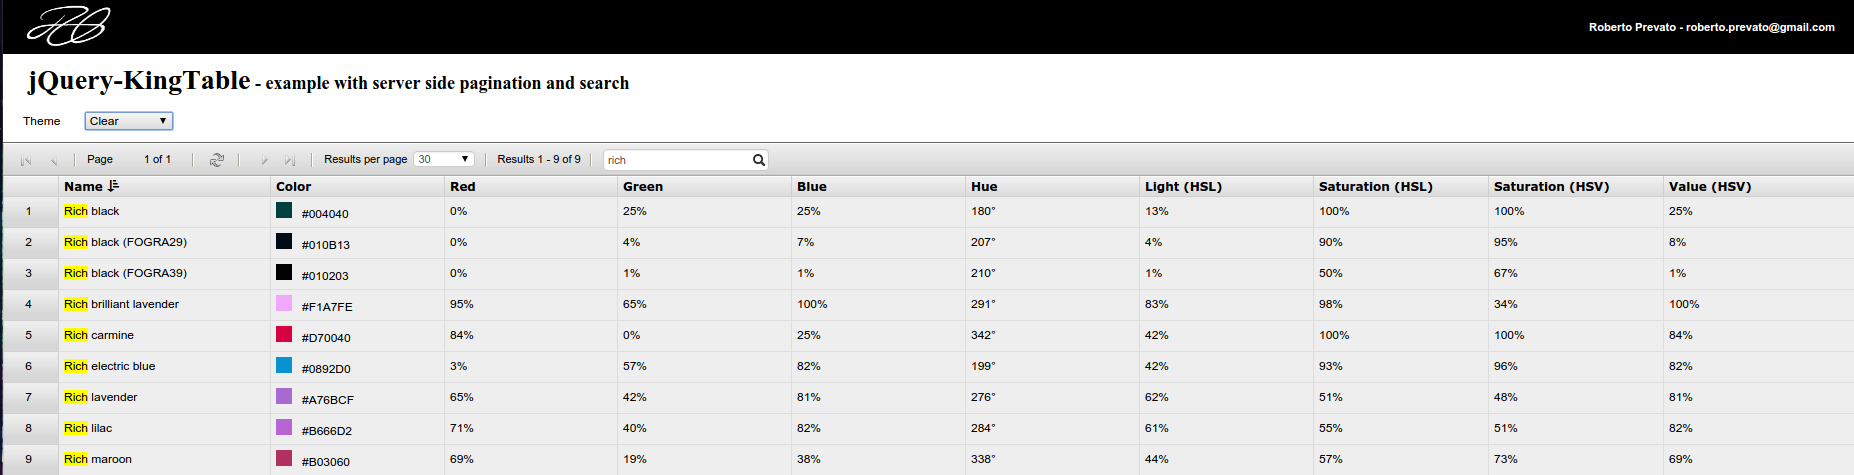 Roberto Prevato - roberto.prevato@gmail.com
jQuery-KingTable - example with server side pagination and search
Theme Clear
Page 1 of 1 Results per page 30 Results 1 - 9 of 9 rich
Name Color Red Green Blue Hue Light (HSL) Saturation (HSL) Saturation (HSV) Value (HSV)
1 Rich black #004040 0% 25% 25% 180° 13% 100% 100% 25%
2 Rich black (FOGRA29) #010B13 0% 4% 7% 207° 4% 90% 95% 8%
3 Rich black (FOGRA39) #010203 0% 1% 1% 210° 1% 50% 67% 1%
4 Rich brilliant lavender #F1A7FE 95% 65% 100% 291° 83% 98% 34% 100%
5 Rich carmine #D70040 84% 0% 25% 342° 42% 100% 100% 84%
6 Rich electric blue #0892D0 3% 57% 82% 199° 42% 93% 96% 82%
7 Rich lavender #A76BCF 65% 42% 81% 276° 62% 51% 48% 81%
8 Rich lilac #B666D2 71% 40% 82% 284° 61% 55% 51% 82%
9 Rich maroon #B03060 69% 19% 38% 338° 44% 57% 73% 69%